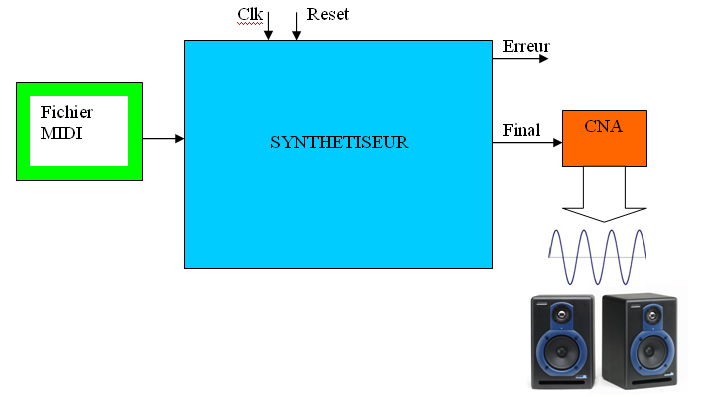 Clk
Reset
Erreur
Fichier
MIDI
SYNTHETISEUR
Final
CNA